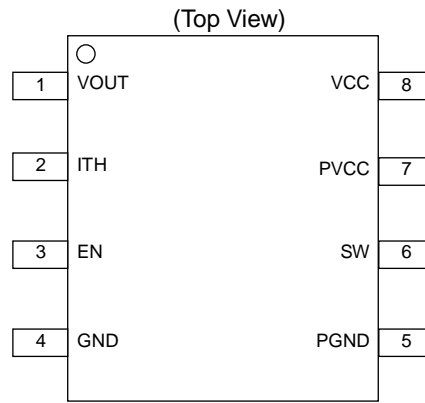 (Top View)
1 VOUT VCC 8
2 ITH PVCC 7
3 EN SW 6
4 GND PGND 5